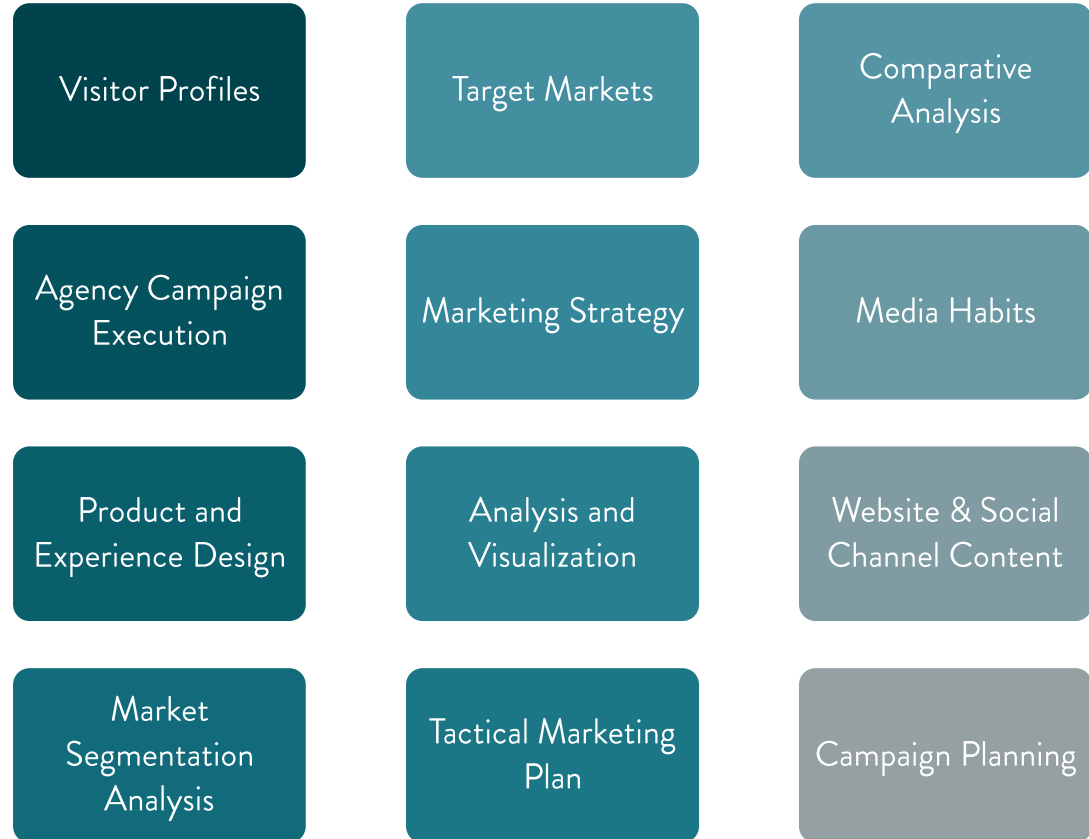 Visitor Profiles
Target Markets
Comparative
Analysis
Agency Campaign
Execution
Marketing Strategy
Media Habits
Product and
Experience Design
Analysis and
Visualization
Website & Social
Channel Content
Market
Segmentation
Analysis
Tactical Marketing
Plan
Campaign Planning